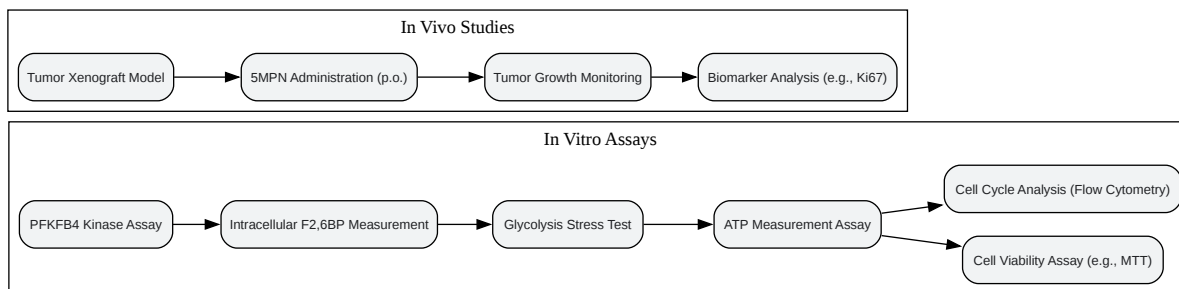 In Vivo Studies
Tumor Xenograft Model
5MPN Administration (p.o.)
Tumor Growth Monitoring
Biomarker Analysis (e.g., Ki67)
In Vitro Assays
PFKFB4 Kinase Assay
Intracellular F2,6BP Measurement
Glycolysis Stress Test
ATP Measurement Assay
Cell Cycle Analysis (Flow Cytometry)
Cell Viability Assay (e.g., MTT)